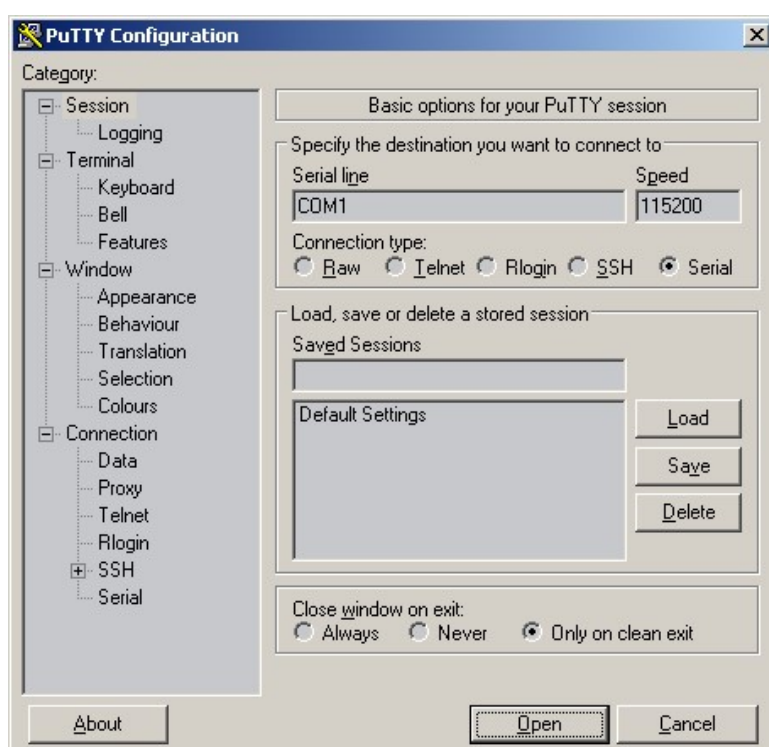 PuTTY Configuration
Category:
Session
Logging
Terminal
Keyboard
Bell
Features
Window
Appearance
Behaviour
Translation
Selection
Colours
Connection
Data
Proxy
Telnet
Rlogin
SSH
Serial
Basic options for your PuTTY session
Specify the destination you want to connect to
Serial line Speed
COM1 115200
Connection type:
Raw Telnet Rlogin SSH Serial
Load, save or delete a stored session
Saved Sessions
Default Settings
Load
Save
Delete
Close window on exit:
Always Never Only on clean exit
About Open Cancel